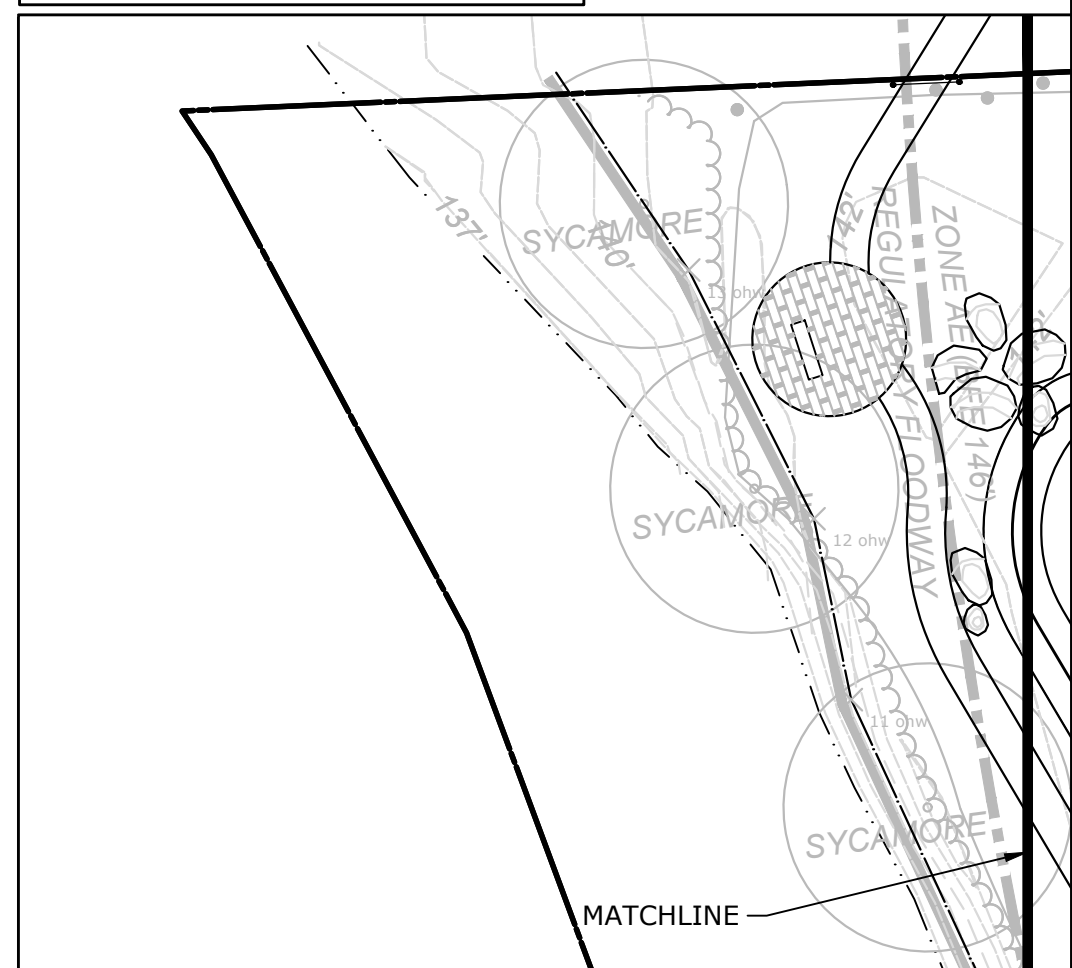 137'
SYCAMORE
140'
142'
REGULATORY FLOODWAY
ZONE AE (BFE 146')
13 ohw
SYCAMORE
12 ohw
11 ohw
SYCAMORE
MATCHLINE